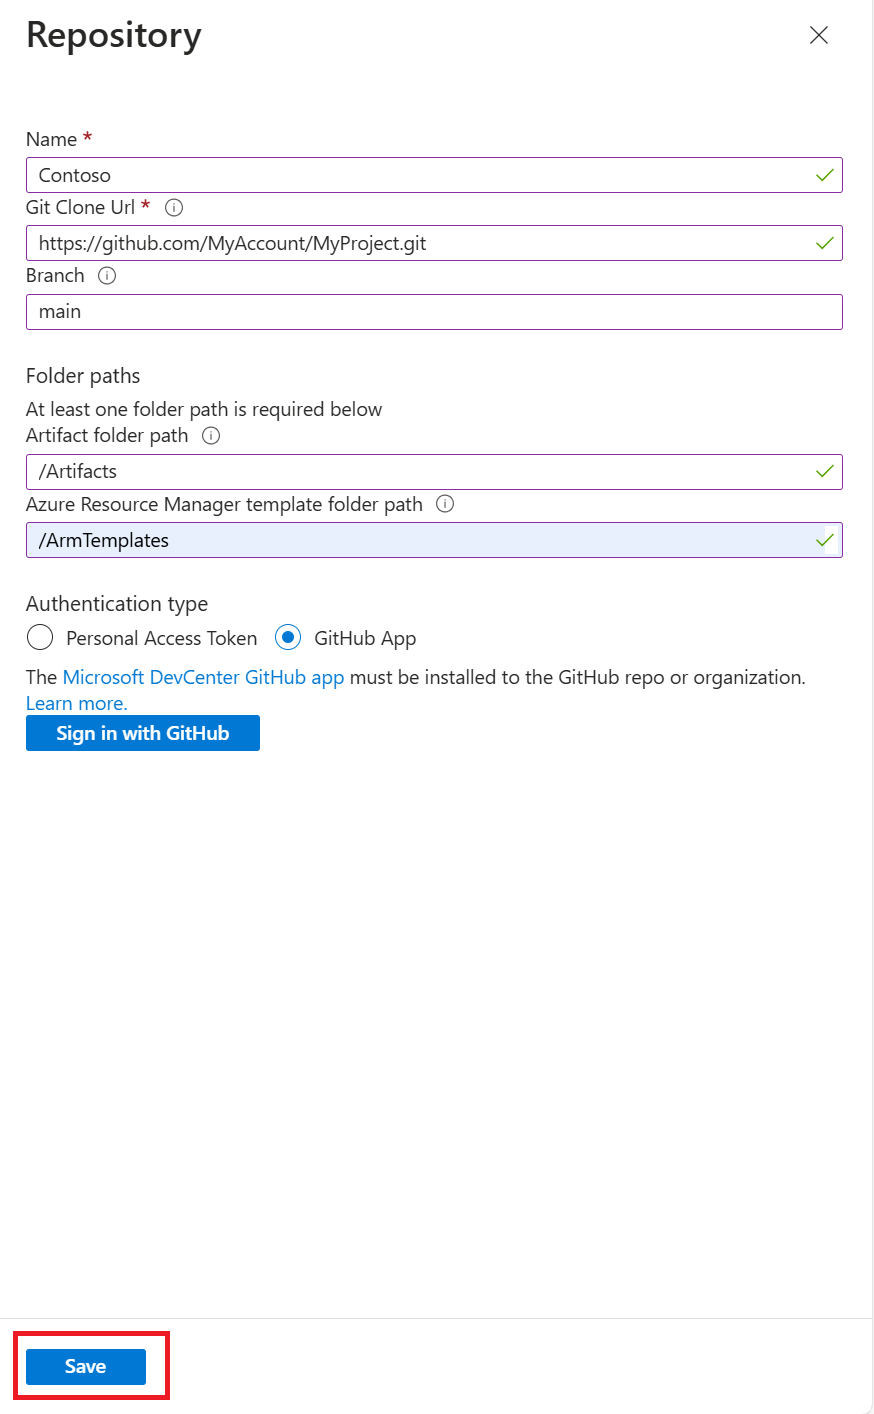 Repository
Name *
Contoso
Git Clone Url *
https://github.com/MyAccount/MyProject.git
Branch
main
Folder paths
At least one folder path is required below
Artifact folder path
/Artifacts
Azure Resource Manager template folder path
/ArmTemplates
Authentication type
Personal Access Token GitHub App
The Microsoft DevCenter GitHub app must be installed to the GitHub repo or organization.
Learn more.
Sign in with GitHub
Save